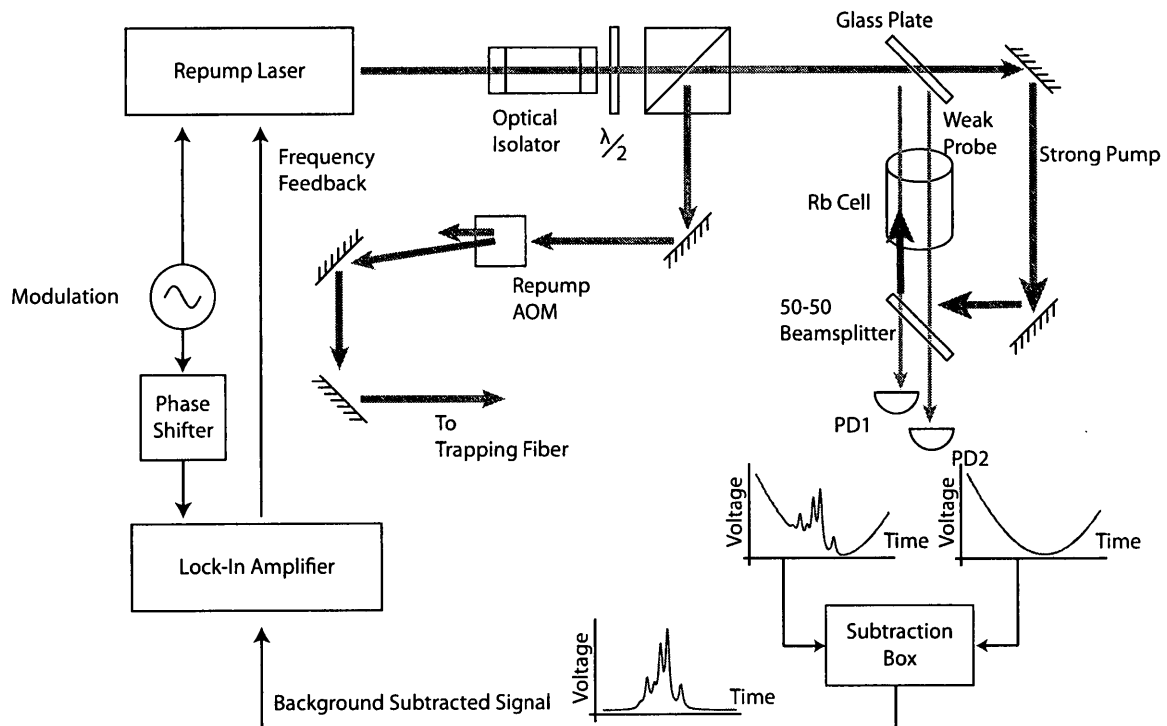 Glass Plate
Repump Laser
Optical
Isolator
λ/2
Weak
Probe
Strong Pump
Frequency
Feedback
Rb Cell
Repump
AOM
Modulation
50-50
Beamsplitter
Phase
Shifter
To
Trapping Fiber
PD1
PD2
Voltage
Time
Voltage
Time
Lock-In Amplifier
Subtraction
Box
Voltage
Time
Background Subtracted Signal